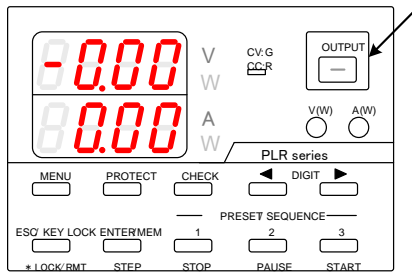 -0.00 V CV:G OUTPUT
W CC:R
0.00 A V(W) A(W)
W
PLR series
MENU PROTECT CHECK ◀ DIGIT ▶
PRESET/ SEQUENCE
ESC/ KEY LOCK ENTER/MEM 1 2 3
* LOCK/RMT STEP STOP PAUSE START